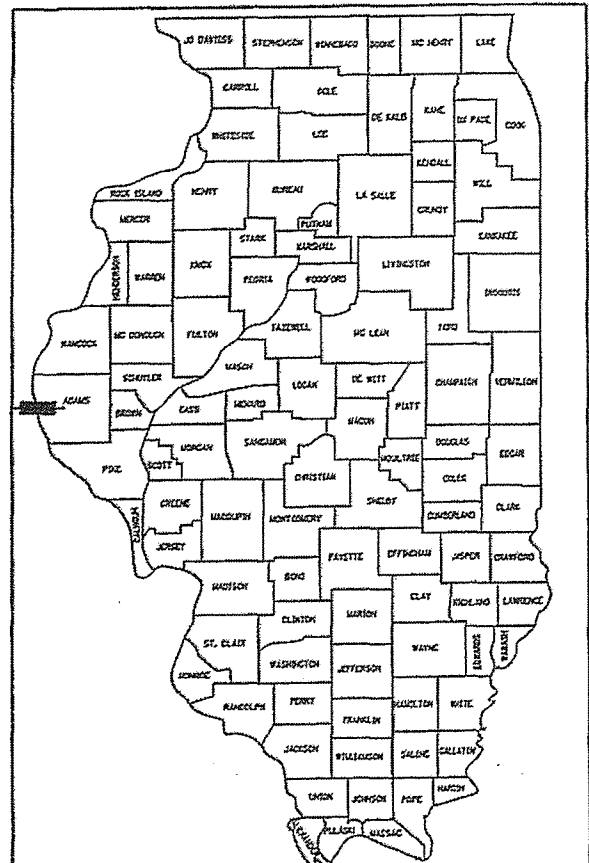 JO DAVIESS
STEPHENSON
WINNEBAGO
BOONE
MC HENRY
LAKE
CARROLL
OGLE
DE KALB
KANE
DU PAGE
COOK
WHITESIDE
LEE
KENDALL
WILL
ROCK ISLAND
HENRY
BUREAU
LA SALLE
GRUNDY
MERCER
PUTNAM
STARK
MARSHALL
KANKAKEE
HENDERSON
WARREN
KNOX
PEORIA
WOODFORD
LIVINGSTON
IROQUOIS
HANCOCK
MC DONOUGH
FULTON
TAZEWELL
MC LEAN
FORD
MASON
SCHUYLER
LOGAN
DE WITT
CHAMPAIGN
VERMILION
ADAMS
BROWN
CASS
MENARD
PIATT
MACON
PIKE
SCOTT
MORGAN
SANGAMON
DOUGLAS
MOULTRIE
EDGAR
CHRISTIAN
COLES
SHELBY
CALHOUN
GREENE
MACOUPIN
MONTGOMERY
CUMBERLAND
CLARK
JERSEY
FAYETTE
EFFINGHAM
JASPER
CRAWFORD
MADISON
BOND
CLAY
RICHLAND
LAWRENCE
CLINTON
MARION
ST. CLAIR
WAYNE
EDWARDS
WABASH
WASHINGTON
JEFFERSON
MONROE
RANDOLPH
PERRY
HAMILTON
WHITE
FRANKLIN
JACKSON
WILLIAMSON
SALINE
GALLATIN
UNION
JOHNSON
POPE
HARDIN
ALEXANDER
PULASKI
MASSAC